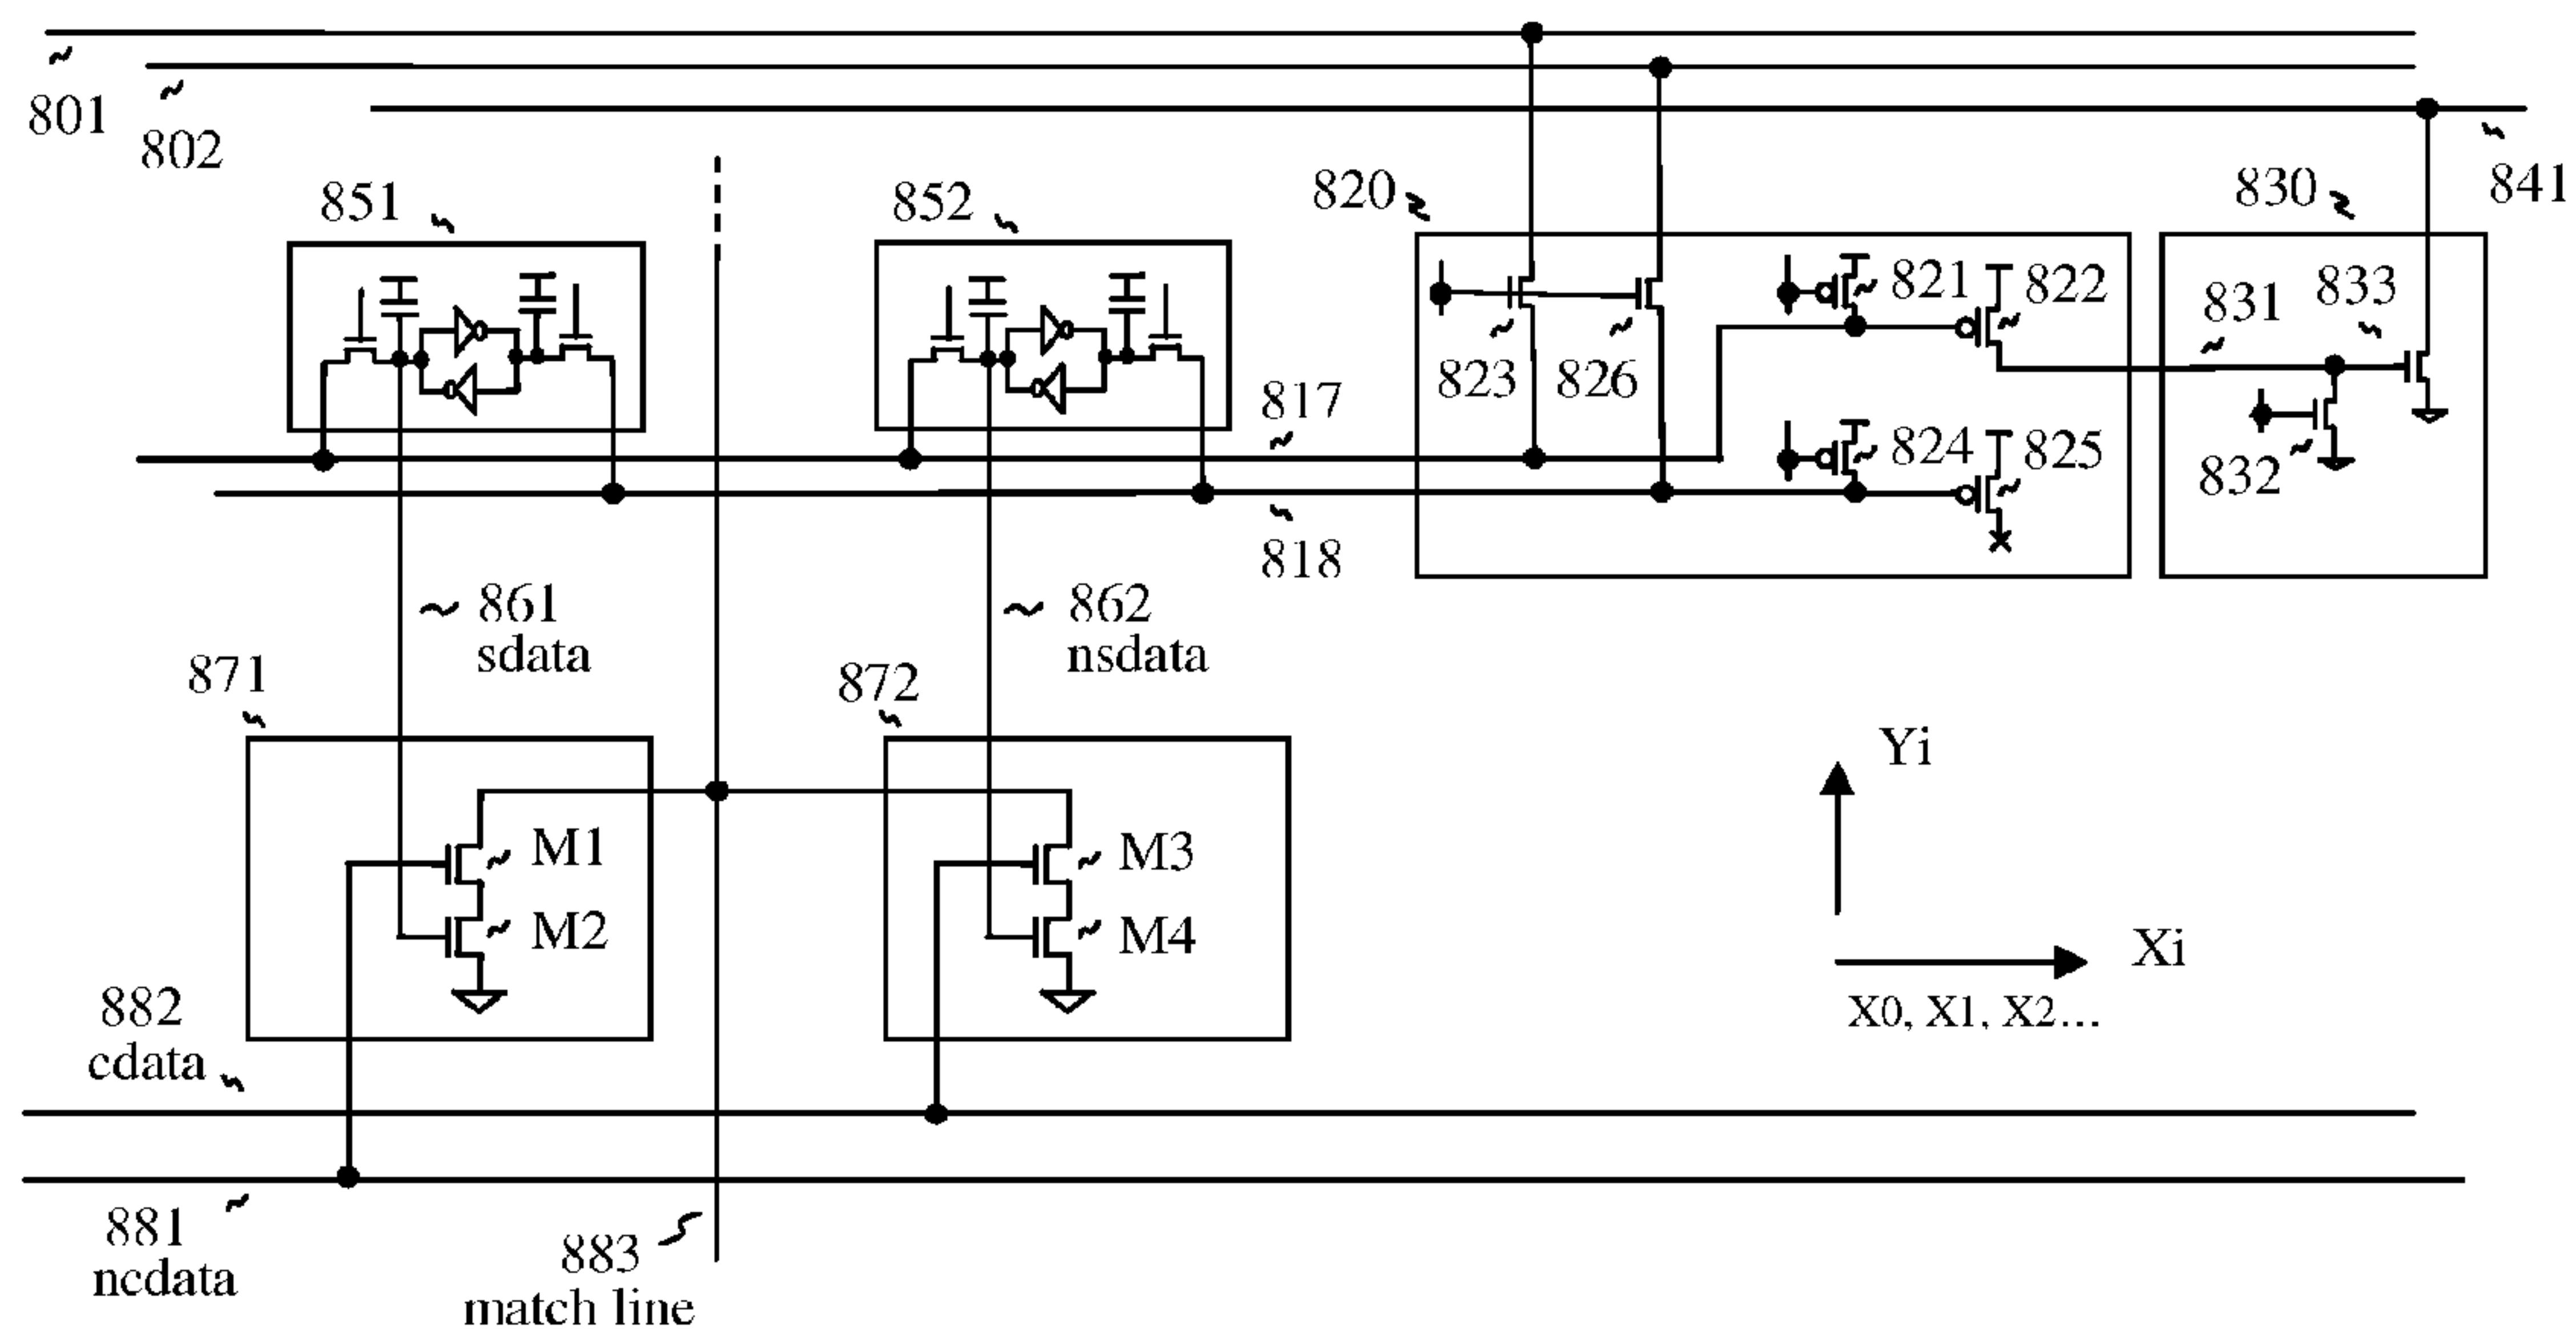 801
802
841
851
852
820
830
821
822
831
833
823
826
817
824
825
832
818
861
sdata
862
nsdata
871
872
Yi
M1
M3
M2
M4
Xi
X0, X1, X2...
882
cdata
881
ncdata
883
match line